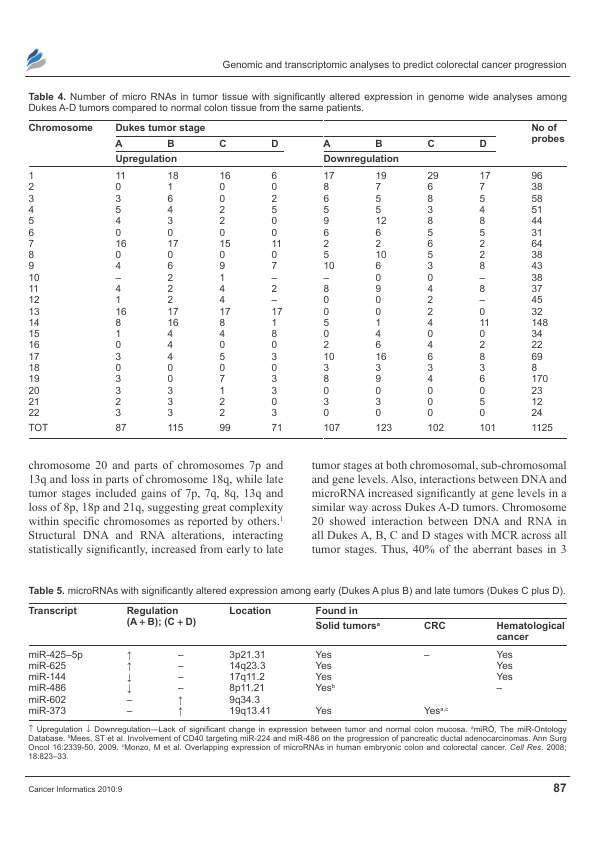 Genomic and transcriptomic analyses to predict colorectal cancer progression
Table 4. Number of micro RNAs in tumor tissue with significantly altered expression in genome wide analyses among
Dukes A-D tumors compared to normal colon tissue from the same patients.
Chromosome Dukes tumor stage No of
probes
A B C D A B C D
Upregulation Downregulation
1 11 18 16 6 17 19 29 17 96
2 0 1 0 0 8 7 6 7 38
3 3 6 0 2 6 5 8 5 58
4 5 4 2 5 5 5 3 4 51
5 4 3 2 0 9 12 8 8 44
6 0 0 0 0 6 6 5 5 31
7 16 17 15 11 2 2 6 2 64
8 0 0 0 0 5 10 5 2 38
9 4 6 9 7 10 6 3 8 43
10 – 2 1 – – 0 0 – 38
11 4 2 4 2 8 9 4 8 37
12 1 2 4 – 0 0 2 – 45
13 16 17 17 17 0 0 2 0 32
14 8 16 8 1 5 1 4 11 148
15 1 4 4 8 0 4 0 0 34
16 0 4 0 0 2 6 4 2 22
17 3 4 5 3 10 16 6 8 69
18 0 0 0 0 3 3 3 3 8
19 3 0 7 3 8 9 4 6 170
20 3 3 1 3 0 0 0 0 23
21 2 3 2 0 3 3 0 5 12
22 3 3 2 3 0 0 0 0 24
TOT 87 115 99 71 107 123 102 101 1125
chromosome 20 and parts of chromosomes 7p and
13q and loss in parts of chromosome 18q, while late
tumor stages included gains of 7p, 7q, 8q, 13q and
loss of 8p, 18p and 21q, suggesting great complexity
within specific chromosomes as reported by others.1
Structural DNA and RNA alterations, interacting
statistically significantly, increased from early to late
tumor stages at both chromosomal, sub-chromosomal
and gene levels. Also, interactions between DNA and
microRNA increased significantly at gene levels in a
similar way across Dukes A-D tumors. Chromosome
20 showed interaction between DNA and RNA in
all Dukes A, B, C and D stages with MCR across all
tumor stages. Thus, 40% of the aberrant bases in 3
Table 5. microRNAs with significantly altered expression among early (Dukes A plus B) and late tumors (Dukes C plus D).
Transcript Regulation Location Found in
(A + B); (C + D)
Solid tumorsa CRC Hematological
cancer
miR-425–5p ↑ – 3p21.31 Yes – Yes
miR-625 ↑ – 14q23.3 Yes Yes
miR-144 ↓ – 17q11.2 Yes Yes
miR-486 ↓ – 8p11.21 Yesb –
miR-602 – ↑ 9q34.3
miR-373 – ↑ 19q13.41 Yes Yesa,c
↑ Upregulation ↓ Downregulation—Lack of significant change in expression between tumor and normal colon mucosa. amiRÒ, The miR-Ontology
Database. bMees, ST et al. Involvement of CD40 targeting miR-224 and miR-486 on the progression of pancreatic ductal adenocarcinomas. Ann Surg
Oncol 16:2339-50, 2009. cMonzo, M et al. Overlapping expression of microRNAs in human embryonic colon and colorectal cancer. Cell Res. 2008;
18:823–33.
Cancer Informatics 2010:9 87